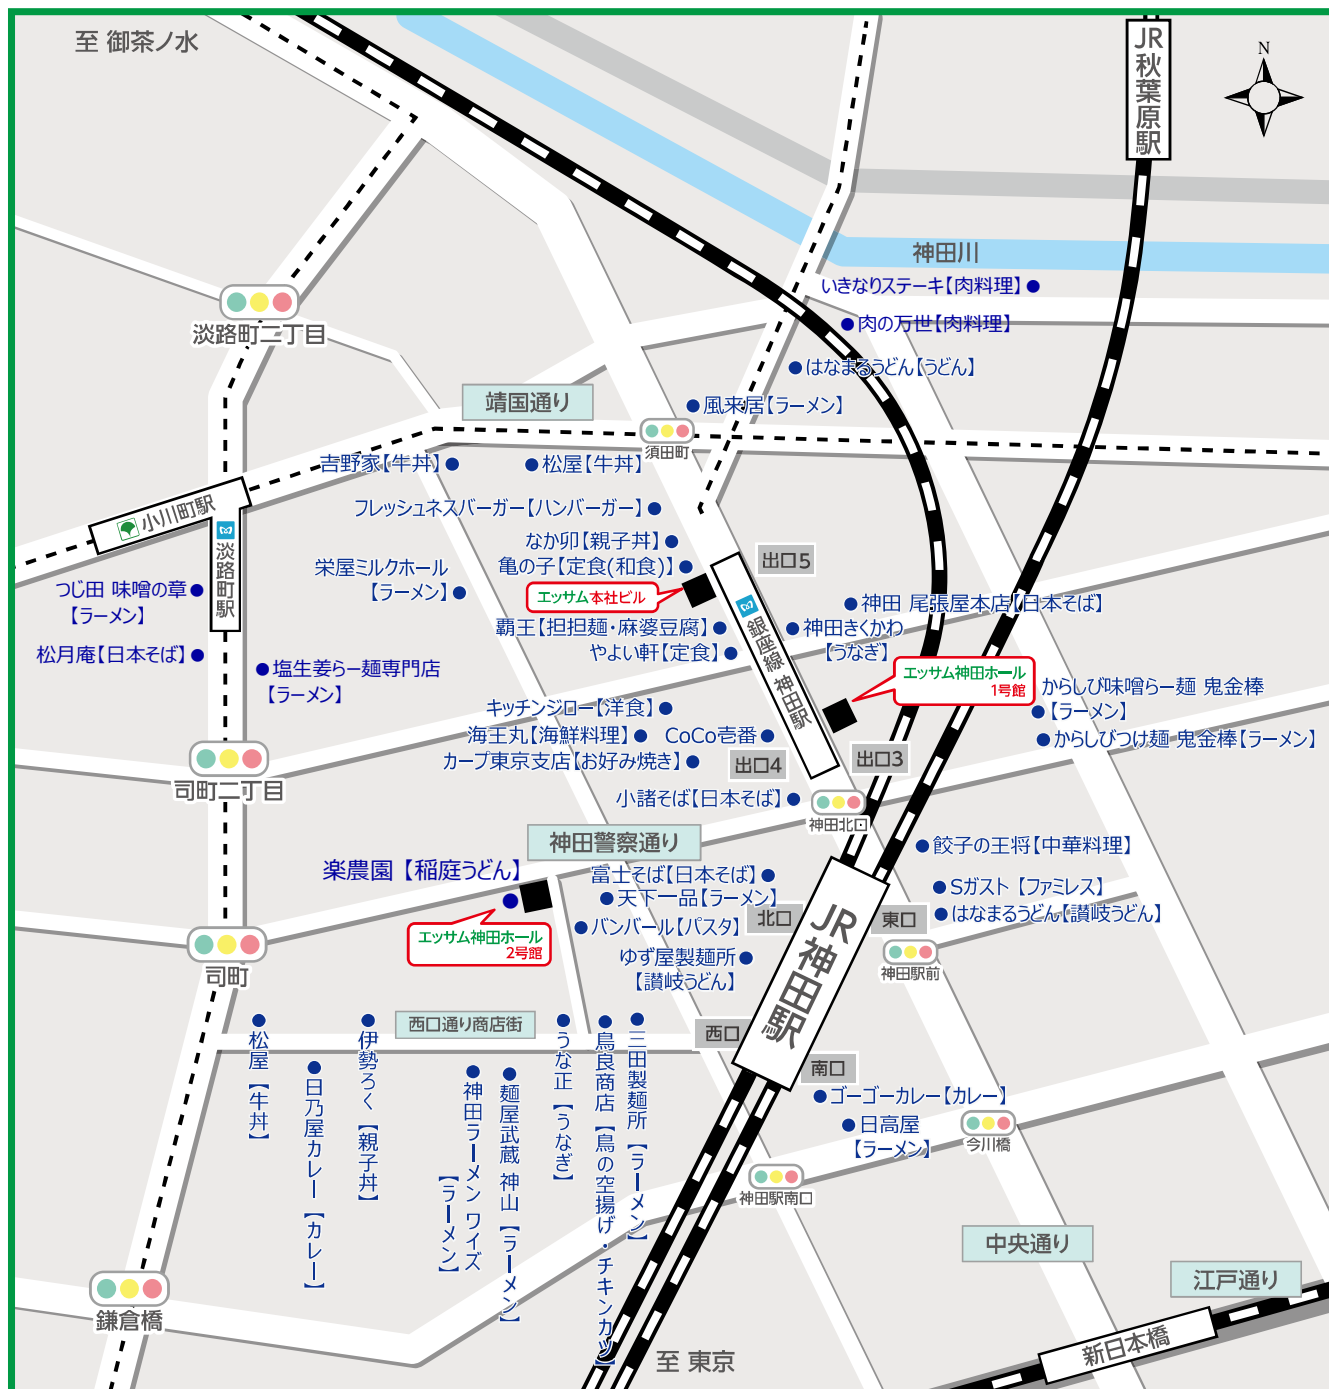 至 御茶ノ水
JR秋葉原駅
N
神田川
いきなりステーキ【肉料理】
肉の万世【肉料理】
淡路町二丁目
はなまるうどん【うどん】
靖国通り
風来居【ラーメン】
須田町
吉野家【牛丼】
松屋【牛丼】
小川町駅
フレッシュネスバーガー【ハンバーガー】
淡路町駅
なか卯【親子丼】
出口5
栄屋ミルクホール
【ラーメン】
亀の子【定食(和食)】
つじ田 味噌の章
【ラーメン】
エッサム本社ビル
銀座線 神田駅
神田 尾張屋本店【日本そば】
覇王【担担麺・麻婆豆腐】
神田きくかわ
【うなぎ】
松月庵【日本そば】
やよい軒【定食】
塩生姜らー麺専門店
【ラーメン】
エッサム神田ホール
1号館
からしび味噌らー麺 鬼金棒
【ラーメン】
キッチンジロー【洋食】
海王丸【海鮮料理】
CoCo壱番
からしびつけ麺 鬼金棒【ラーメン】
カープ東京支店【お好み焼き】
出口4
出口3
司町二丁目
小諸そば【日本そば】
神田北口
神田警察通り
餃子の王将【中華料理】
楽農園 【稲庭うどん】
富士そば【日本そば】
Sガスト 【ファミレス】
天下一品【ラーメン】
はなまるうどん【讃岐うどん】
北口
東口
エッサム神田ホール
2号館
バンバール【パスタ】
JR神田駅
神田駅前
司町
ゆず屋製麺所
【讃岐うどん】
西口通り商店街
西口
南口
松屋 【牛丼】
日乃屋カレー 【カレー】
伊勢ろく 【親子丼】
神田ラーメン ワイズ
【ラーメン】
麺屋武蔵 神山 【ラーメン】
うな正 【うなぎ】
鳥良商店 【鳥の空揚げ・チキンカツ】
三田製麺所 【ラーメン】
ゴーゴーカレー【カレー】
日高屋
【ラーメン】
今川橋
神田駅南口
中央通り
江戸通り
鎌倉橋
新日本橋
至 東京